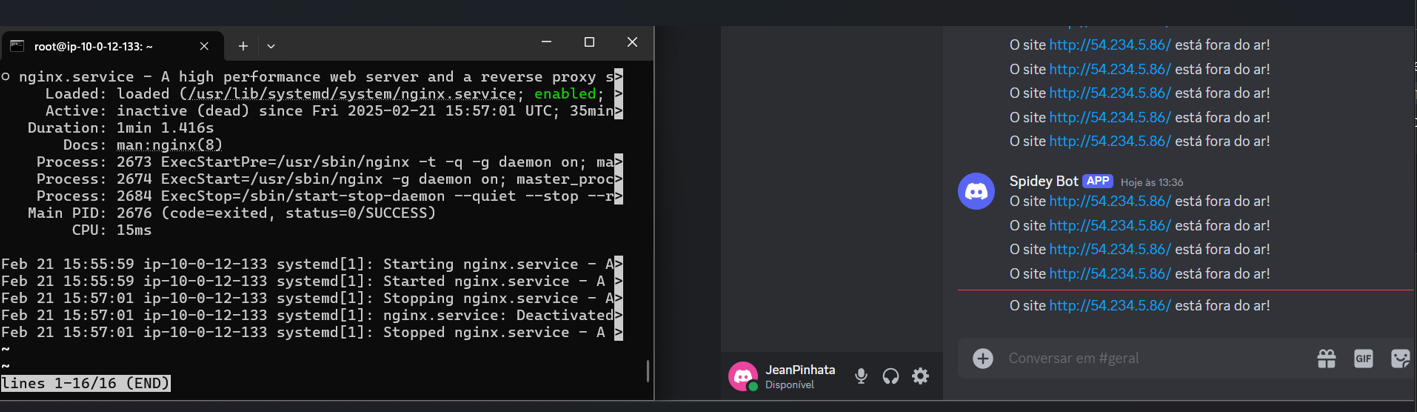 root@ip-10-0-12-133: ~
○ nginx.service - A high performance web server and a reverse proxy s>
Loaded: loaded (/usr/lib/systemd/system/nginx.service; enabled; >
Active: inactive (dead) since Fri 2025-02-21 15:57:01 UTC; 35min>
Duration: 1min 1.416s
Docs: man:nginx(8)
Process: 2673 ExecStartPre=/usr/sbin/nginx -t -q -g daemon on; ma>
Process: 2674 ExecStart=/usr/sbin/nginx -g daemon on; master_proc>
Process: 2684 ExecStop=/sbin/start-stop-daemon --quiet --stop --r>
Main PID: 2676 (code=exited, status=0/SUCCESS)
CPU: 15ms
Feb 21 15:55:59 ip-10-0-12-133 systemd[1]: Starting nginx.service - A>
Feb 21 15:55:59 ip-10-0-12-133 systemd[1]: Started nginx.service - A >
Feb 21 15:57:01 ip-10-0-12-133 systemd[1]: Stopping nginx.service - A>
Feb 21 15:57:01 ip-10-0-12-133 systemd[1]: nginx.service: Deactivated>
Feb 21 15:57:01 ip-10-0-12-133 systemd[1]: Stopped nginx.service - A >
~
~
lines 1-16/16 (END)
O site http://54.234.5.86/ está fora do ar!
O site http://54.234.5.86/ está fora do ar!
O site http://54.234.5.86/ está fora do ar!
O site http://54.234.5.86/ está fora do ar!
O site http://54.234.5.86/ está fora do ar!
Spidey Bot APP Hoje às 13:36
O site http://54.234.5.86/ está fora do ar!
O site http://54.234.5.86/ está fora do ar!
O site http://54.234.5.86/ está fora do ar!
O site http://54.234.5.86/ está fora do ar!
O site http://54.234.5.86/ está fora do ar!
JeanPinhata
Disponível
Conversar em #geral
GIF